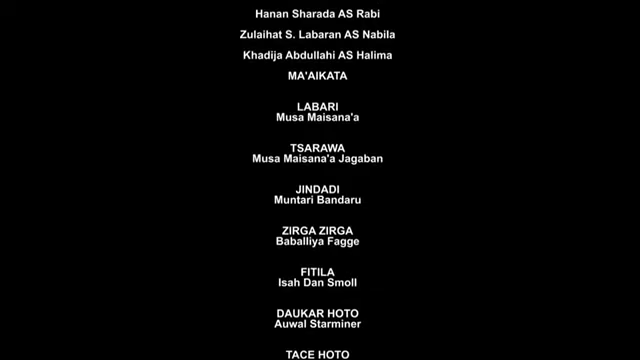 Hanan Sharada AS Rabi
Zulaihat S. Labaran AS Nabila
Khadija Abdullahi AS Halima
MA'AIKATA
LABARI
Musa Maisana'a
TSARAWA
Musa Maisana'a Jagaban
JINDADI
Muntari Bandaru
ZIRGA ZIRGA
Baballiya Fagge
FITILA
Isah Dan Smoll
DAUKAR HOTO
Auwal Starminer
TACE HOTO